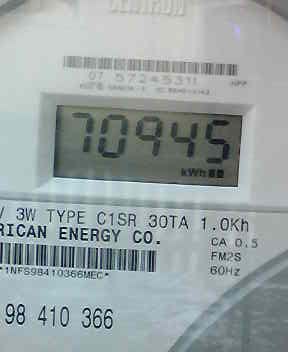 CENTRON
07 57245311
70945
kWh
V 3W TYPE C1SR 30TA 1.0Kh
RICAN ENERGY CO.
CA 0.5
FM2S
60Hz
*1NFS98410366MEC*
98 410 366